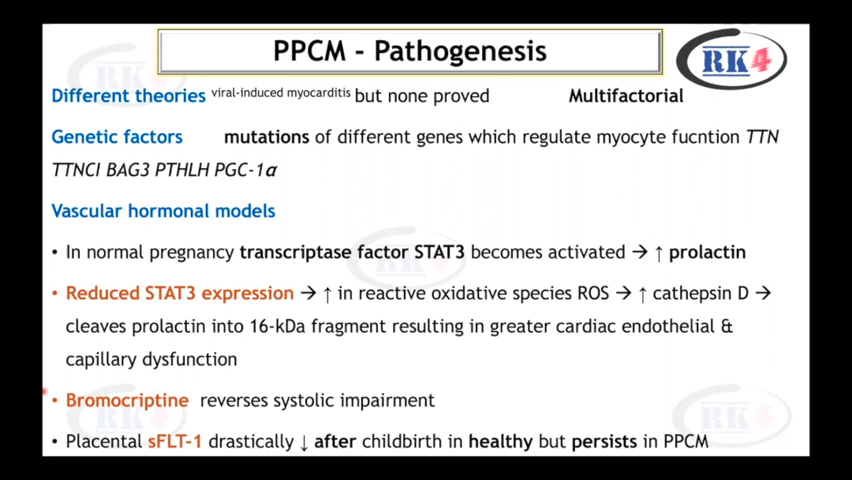 PPCM - Pathogenesis
RK4
Different theories viral-induced myocarditis but none proved Multifactorial
Genetic factors mutations of different genes which regulate myocyte fucntion TTN
TTNCI BAG3 PTHLH PGC-1α
Vascular hormonal models
• In normal pregnancy transcriptase factor STAT3 becomes activated → ↑ prolactin
• Reduced STAT3 expression → ↑ in reactive oxidative species ROS → ↑ cathepsin D →
cleaves prolactin into 16-kDa fragment resulting in greater cardiac endothelial &
capillary dysfunction
• Bromocriptine reverses systolic impairment
• Placental sFLT-1 drastically ↓ after childbirth in healthy but persists in PPCM